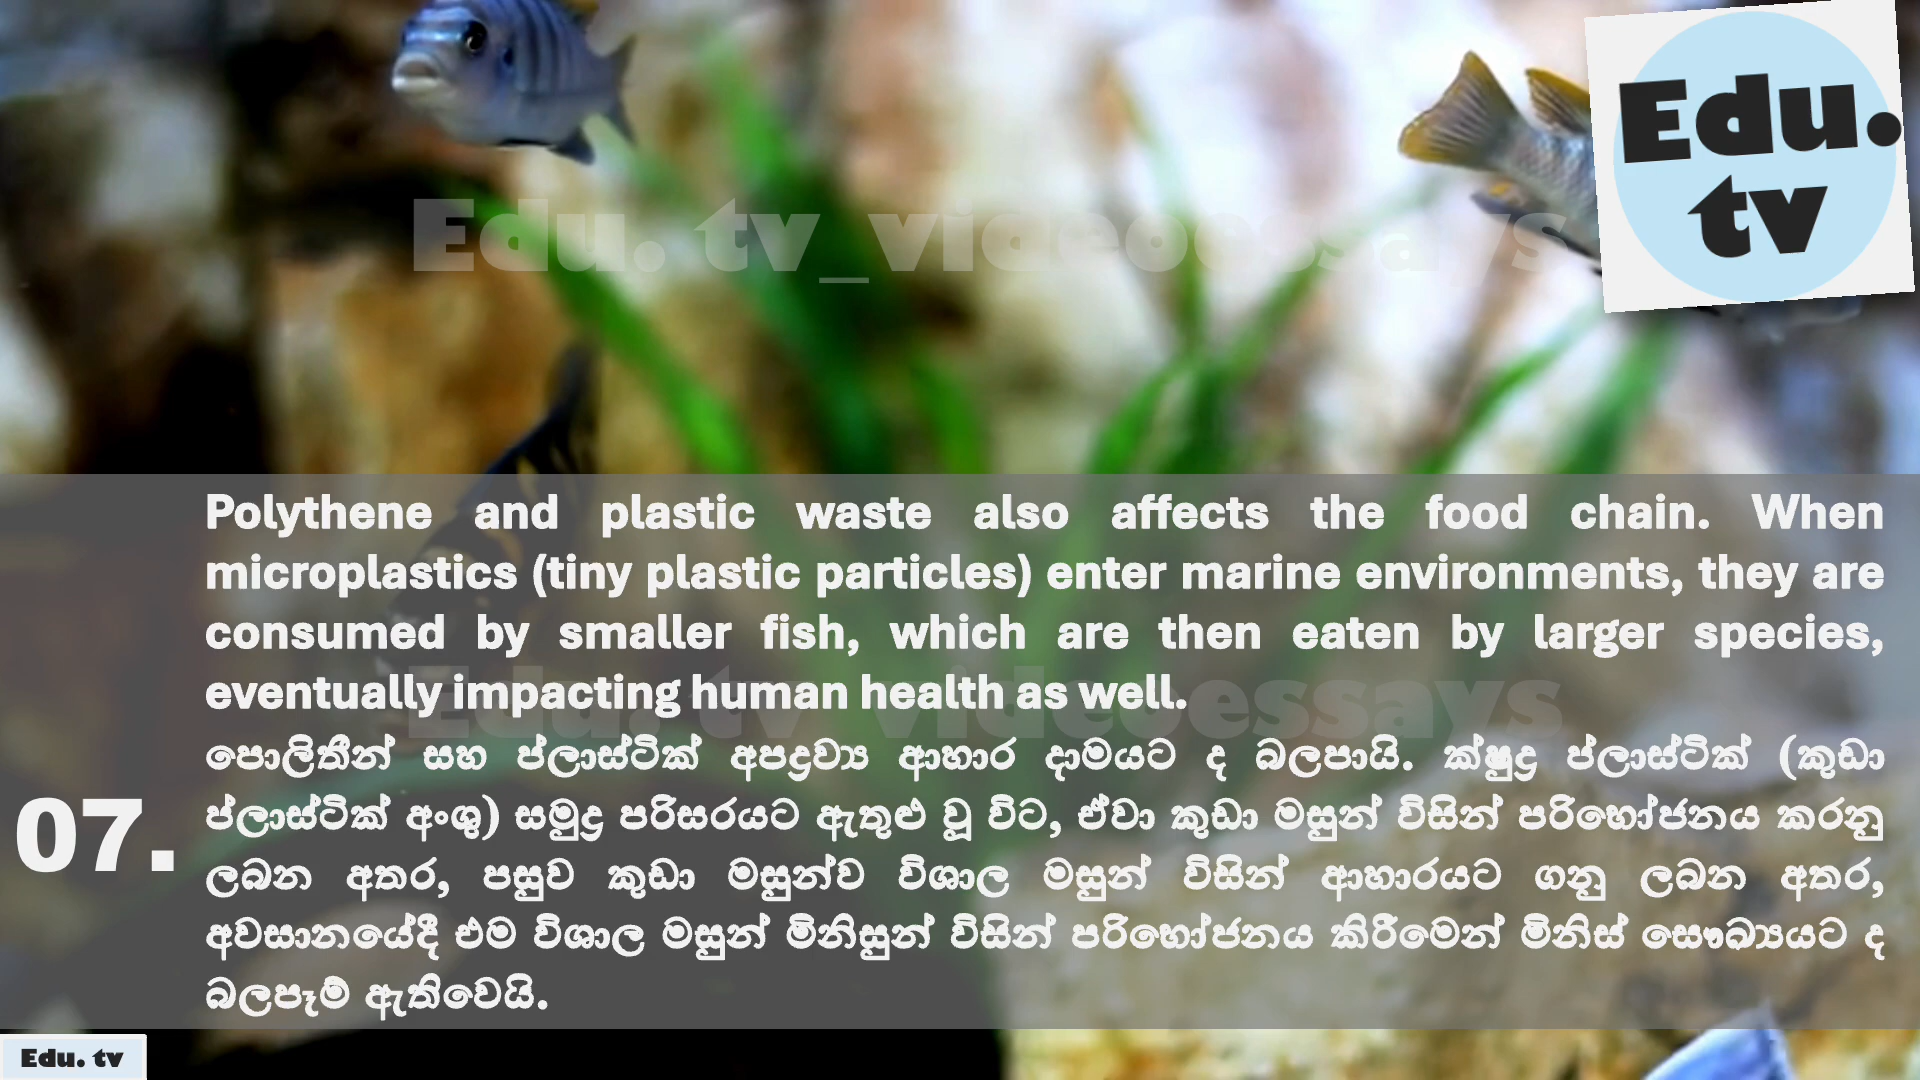 Edu.
tv
Edu. tv_videoessays
Polythene and plastic waste also affects the food chain. When
microplastics (tiny plastic particles) enter marine environments, they are
consumed by smaller fish, which are then eaten by larger species,
eventually impacting human health as well.
Edu. tv_videoessays
පොලිතීන් සහ ප්ලාස්ටික් අපද්‍රව්‍ය ආහාර දාමයට ද බලපායි. ක්ෂුද්‍ර ප්ලාස්ටික් (කුඩා
07.
ප්ලාස්ටික් අංශු) සමුද්‍ර පරිසරයට ඇතුළු වූ විට, ඒවා කුඩා මසුන් විසින් පරිභෝජනය කරනු
ලබන අතර, පසුව කුඩා මසුන්ව විශාල මසුන් විසින් ආහාරයට ගනු ලබන අතර,
අවසානයේදී එම විශාල මසුන් මිනිසුන් විසින් පරිභෝජනය කිරීමෙන් මිනිස් සෞඛ්‍යයට ද
බලපෑම් ඇතිවෙයි.
Edu. tv